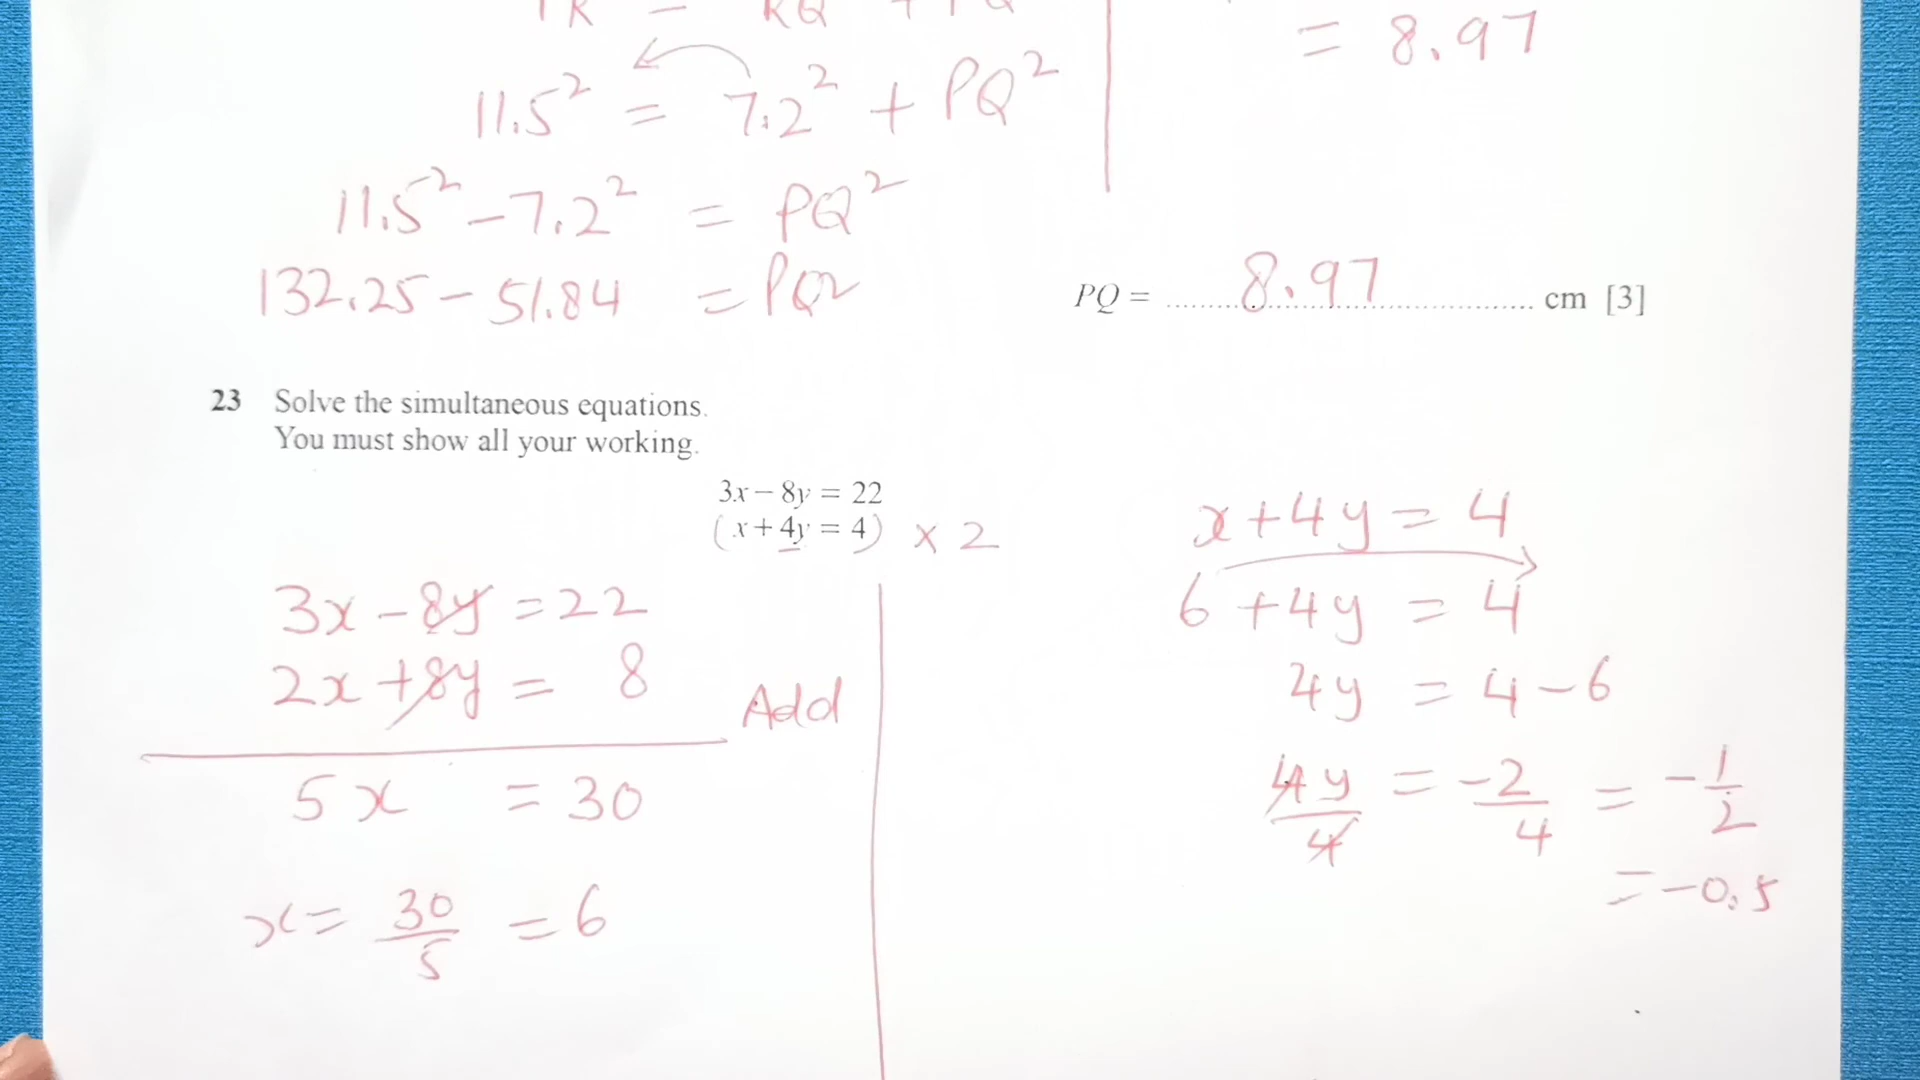 = 8.97
11.5² = 7.2² + PQ²
11.5² - 7.2² = PQ²
132.25 - 51.84 = PQ²
PQ = 8.97 cm [3]
23 Solve the simultaneous equations.
You must show all your working.
3x - 8y = 22
(x + 4y = 4) × 2
3x - 8y = 22
2x + 8y = 8
Add
5x = 30
x = 30/5 = 6
x + 4y = 4
6 + 4y = 4
4y = 4 - 6
4y/4 = -2/4 = -1/2
= -0.5